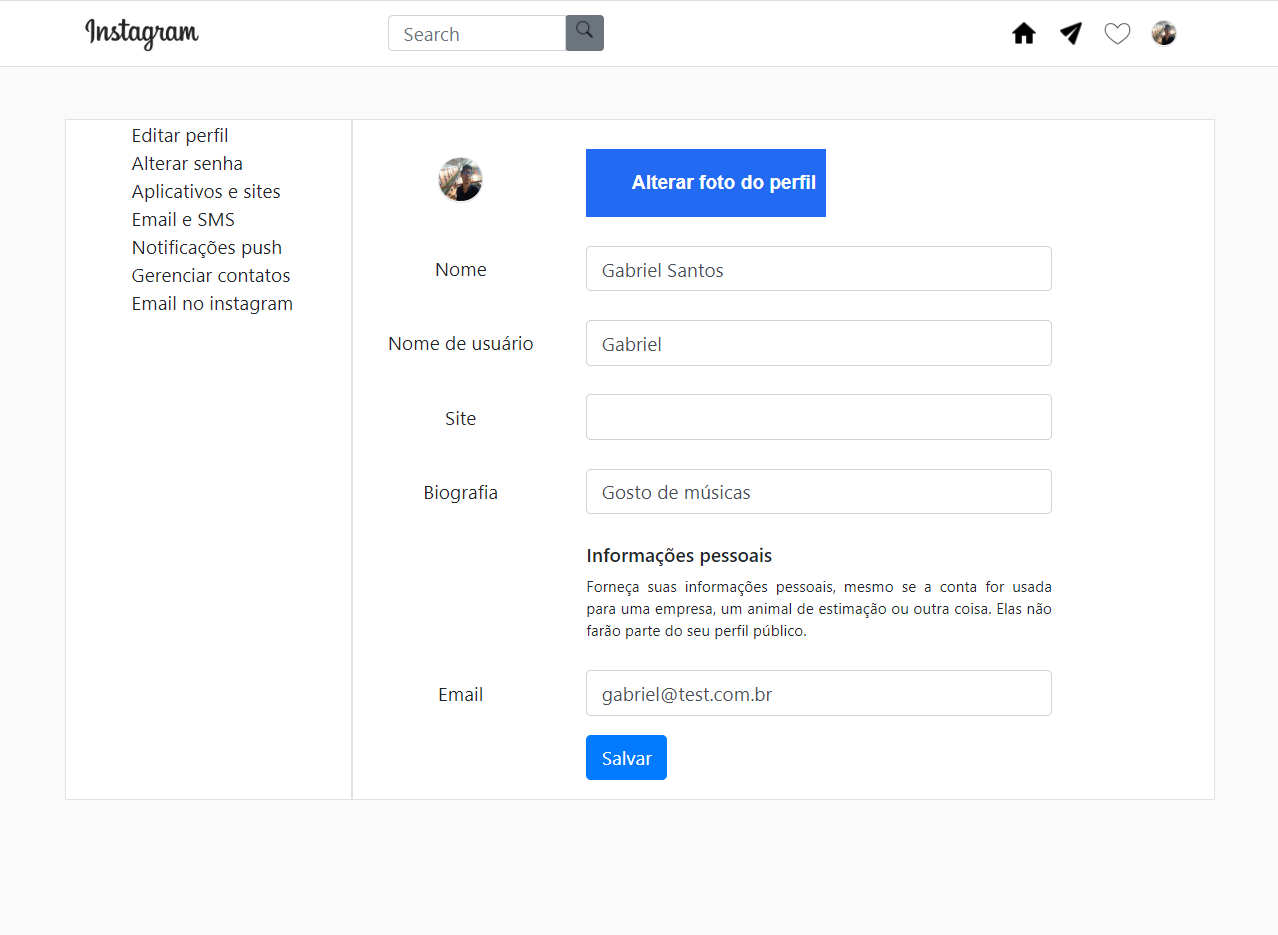 Instagram
Search
Editar perfil
Alterar senha
Aplicativos e sites
Email e SMS
Notificações push
Gerenciar contatos
Email no instagram
Alterar foto do perfil
Nome
Gabriel Santos
Nome de usuário
Gabriel
Site
Biografia
Gosto de músicas
Informações pessoais
Forneça suas informações pessoais, mesmo se a conta for usada
para uma empresa, um animal de estimação ou outra coisa. Elas não
farão parte do seu perfil público.
Email
gabriel@test.com.br
Salvar